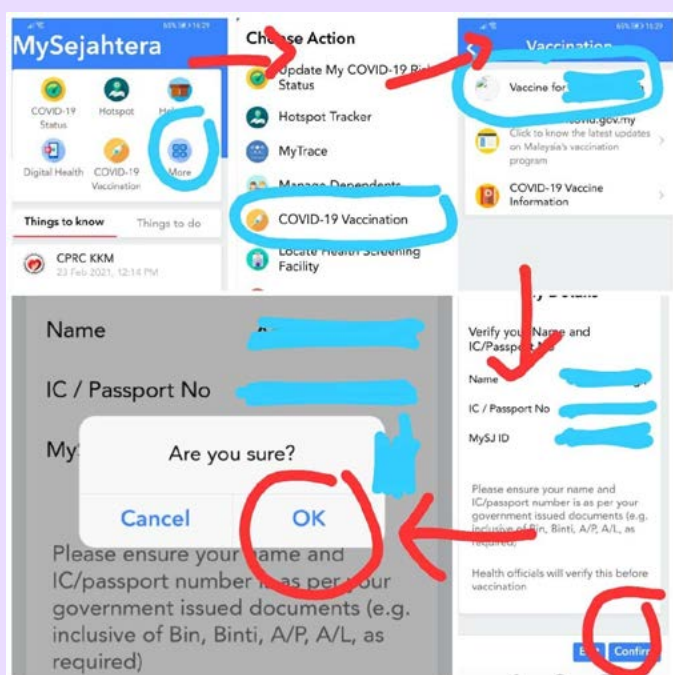 65% 16:29
MySejahtera
COVID-19
Status
Hotspot
Digital Health
COVID-19
Vaccination
More
Things to know
Things to do
CPRC KKM
23 Feb 2021, 12:14 PM
Choose Action
Update My COVID-19 Risk
Status
Hotspot Tracker
MyTrace
Manage Dependents
COVID-19 Vaccination
Locate Health Screening
Facility
65% 16:29
Vaccination
Vaccine for
Click to know the latest updates
on Malaysia's vaccination
program
COVID-19 Vaccine
Information
Details
Verify your Name and
IC/Passport No
Name
IC / Passport No
MySJ ID
Please ensure your name and
IC/passport number is as per your
government issued documents (e.g.
inclusive of Bin, Binti, A/P, A/L, as
required)
Health officials will verify this before
vaccination
Confirm
Name
IC / Passport No
Are you sure?
Cancel
OK
Please ensure your name and
IC/passport number is as per your
government issued documents (e.g.
inclusive of Bin, Binti, A/P, A/L, as
required)